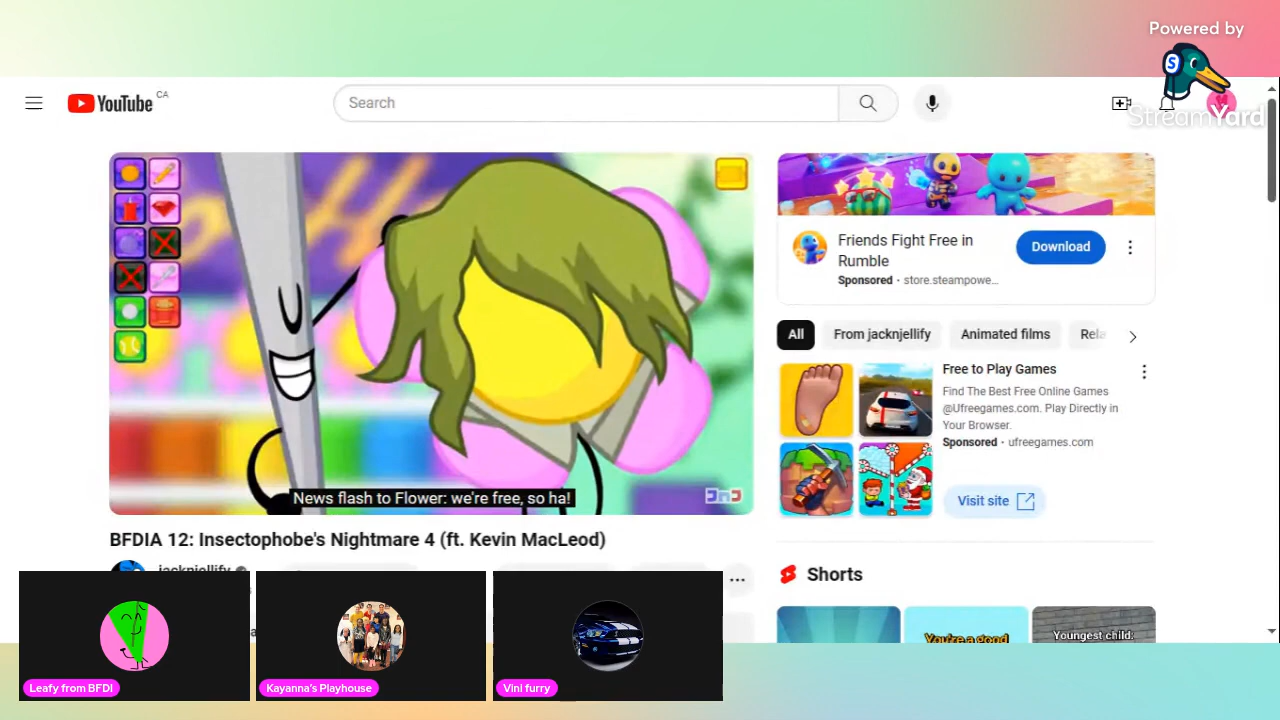 Powered by
StreamYard
YouTube CA
Search
News flash to Flower: we're free, so ha!
BFDIA 12: Insectophobe's Nightmare 4 (ft. Kevin MacLeod)
jacknjellify
Friends Fight Free in
Rumble
Sponsored · store.steampowe...
Download
All
From jacknjellify
Animated films
Rela
Free to Play Games
Find The Best Free Online Games
@Ufreegames.com. Play Directly in
Your Browser.
Sponsored · ufreegames.com
Visit site
Shorts
You're a good
Youngest child:
Leafy from BFDI
Kayanna's Playhouse
Vini furry